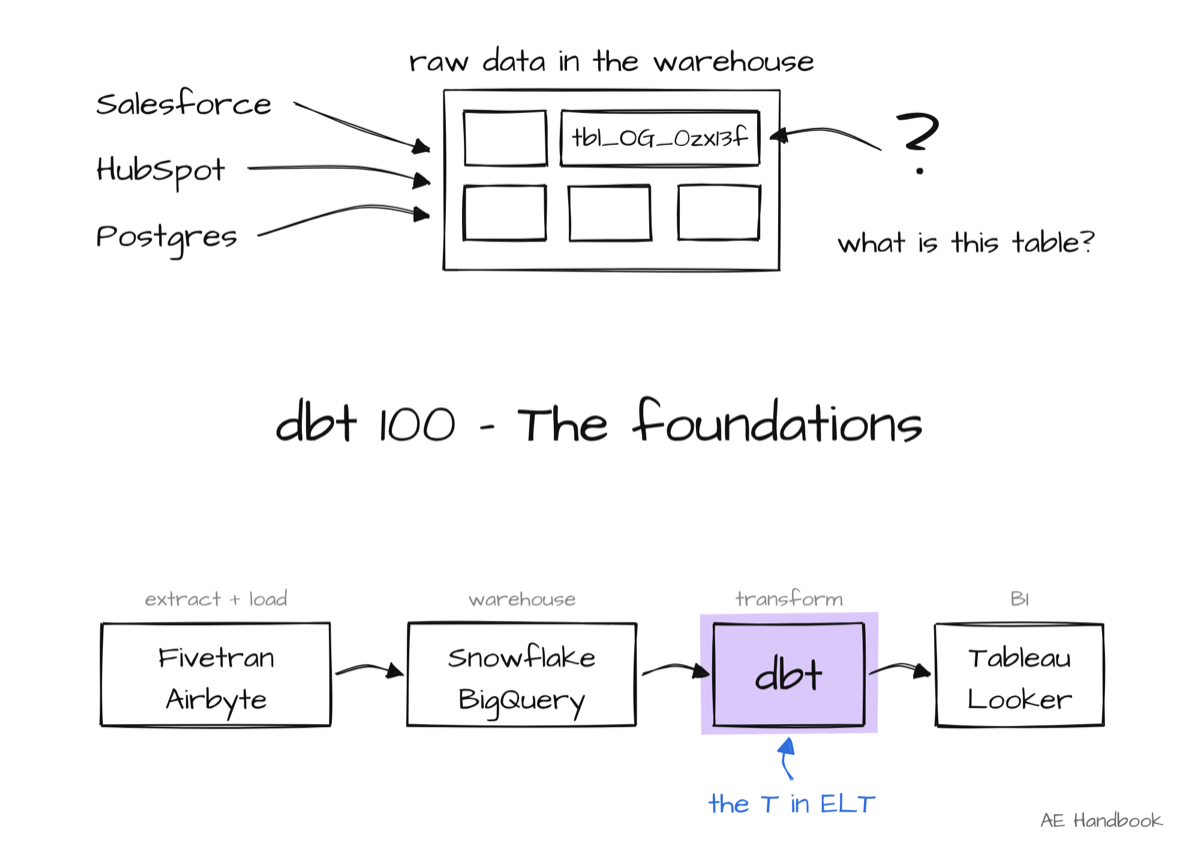 raw data in the warehouse
Salesforce
HubSpot
Postgres
tbl_OG_Ozx13f
?
what is this table?
dbt 100 - The foundations
extract + load
Fivetran
Airbyte
warehouse
Snowflake
BigQuery
transform
dbt
BI
Tableau
Looker
the T in ELT
AE Handbook